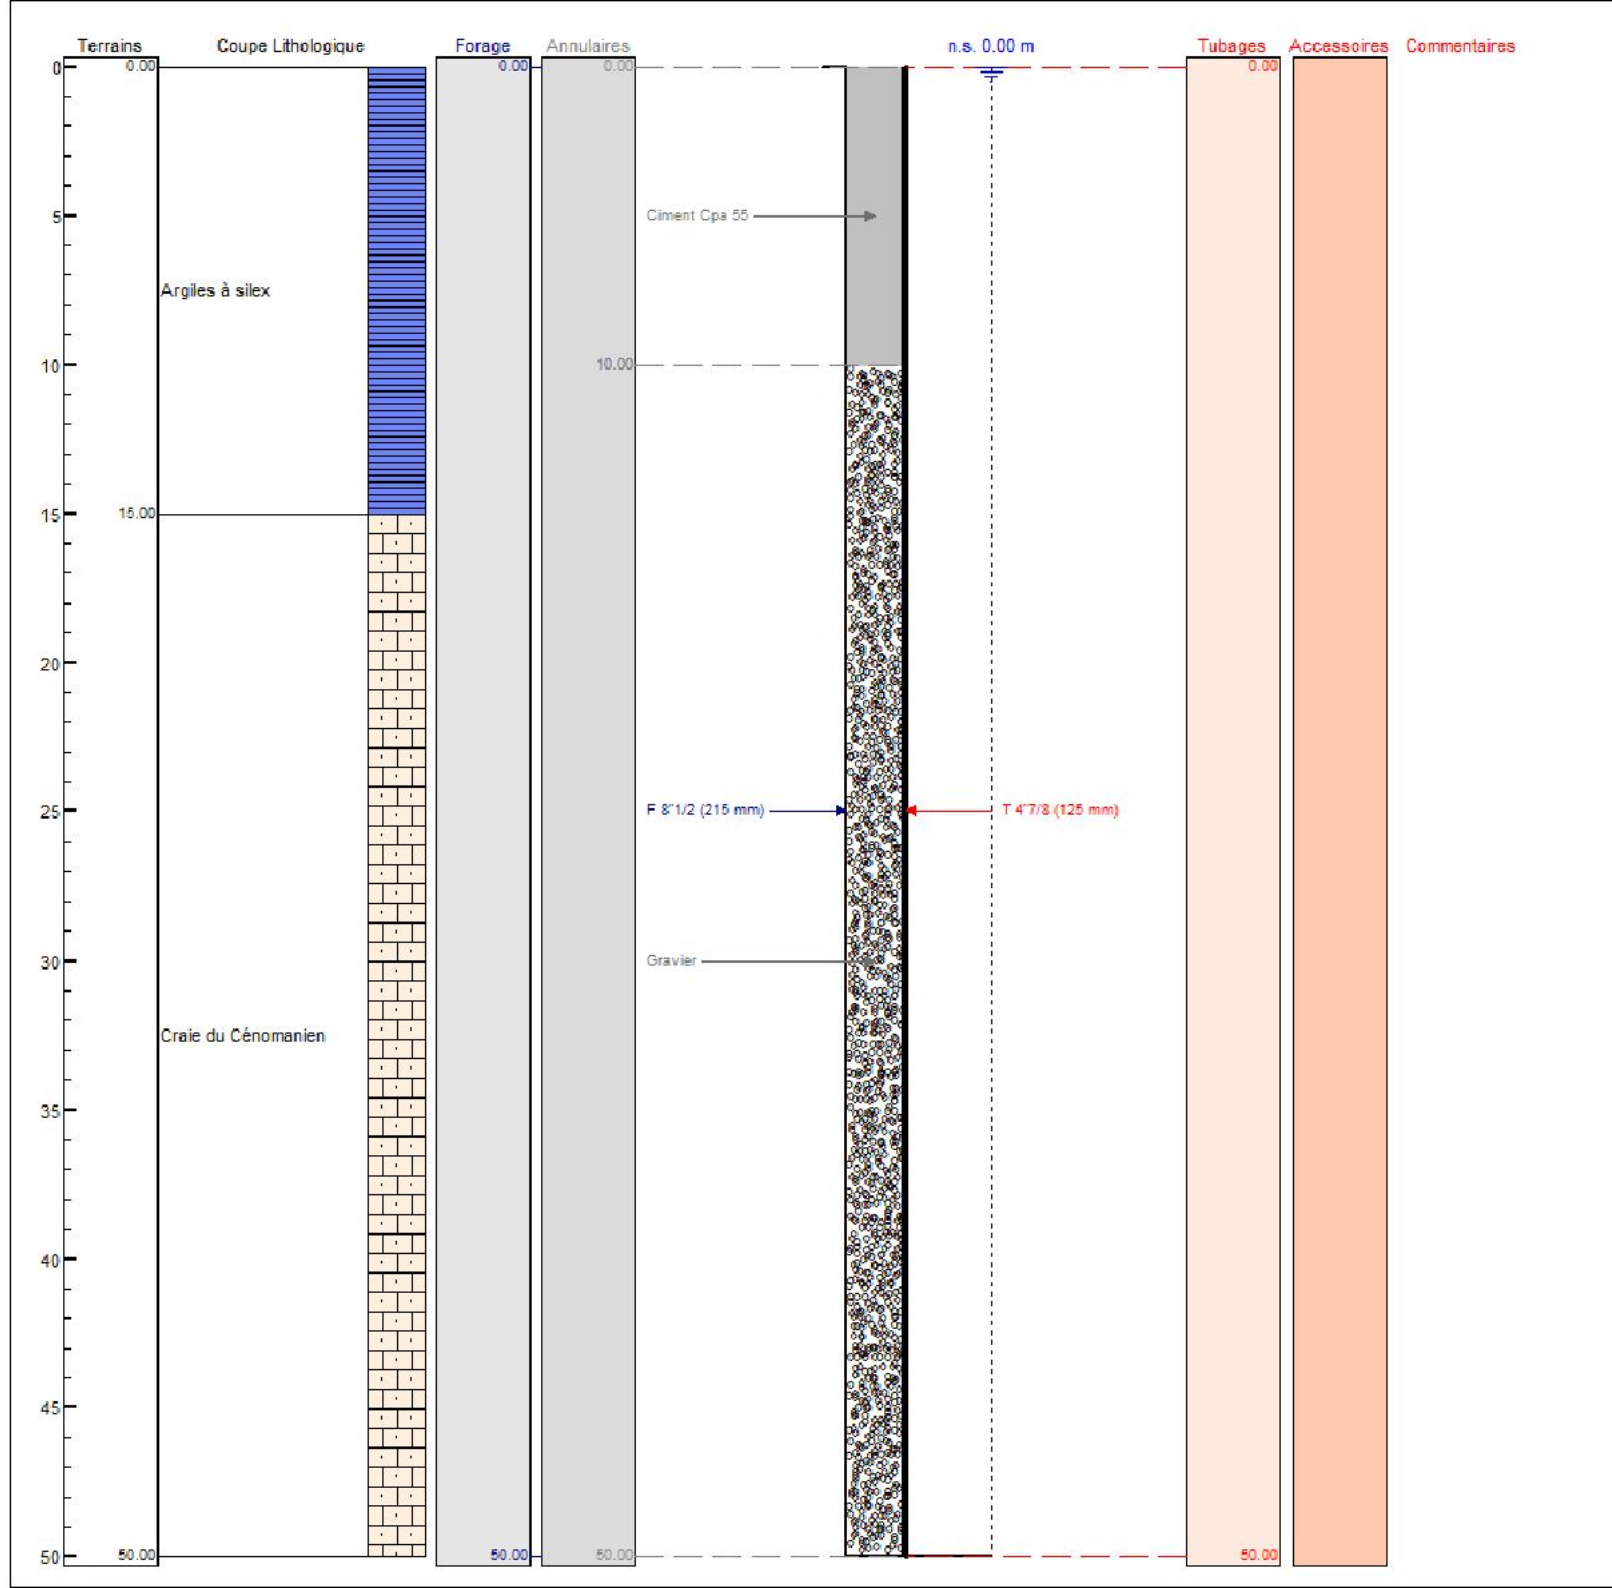 Terrains Coupe Lithologique Forage Annulaires n.s. 0.00 m Tubages Accessoires Commentaires
0 0.00 0.00 0.00 0.00
5 Ciment Cpa 55
Argiles à silex
10 10.00
15 15.00
20
25 F 8"1/2 (215 mm) T 4"7/8 (125 mm)
30 Gravier
Craie du Cénomanien
35
40
45
50 50.00 50.00 50.00 50.00